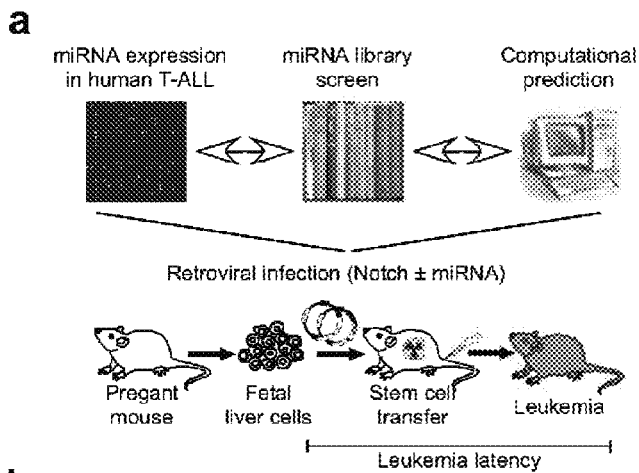 a
miRNA expression
in human T-ALL
miRNA library
screen
Computational
prediction
Retroviral infection (Notch ± miRNA)
Pregant
mouse
Fetal
liver cells
Stem cell
transfer
Leukemia
Leukemia latency